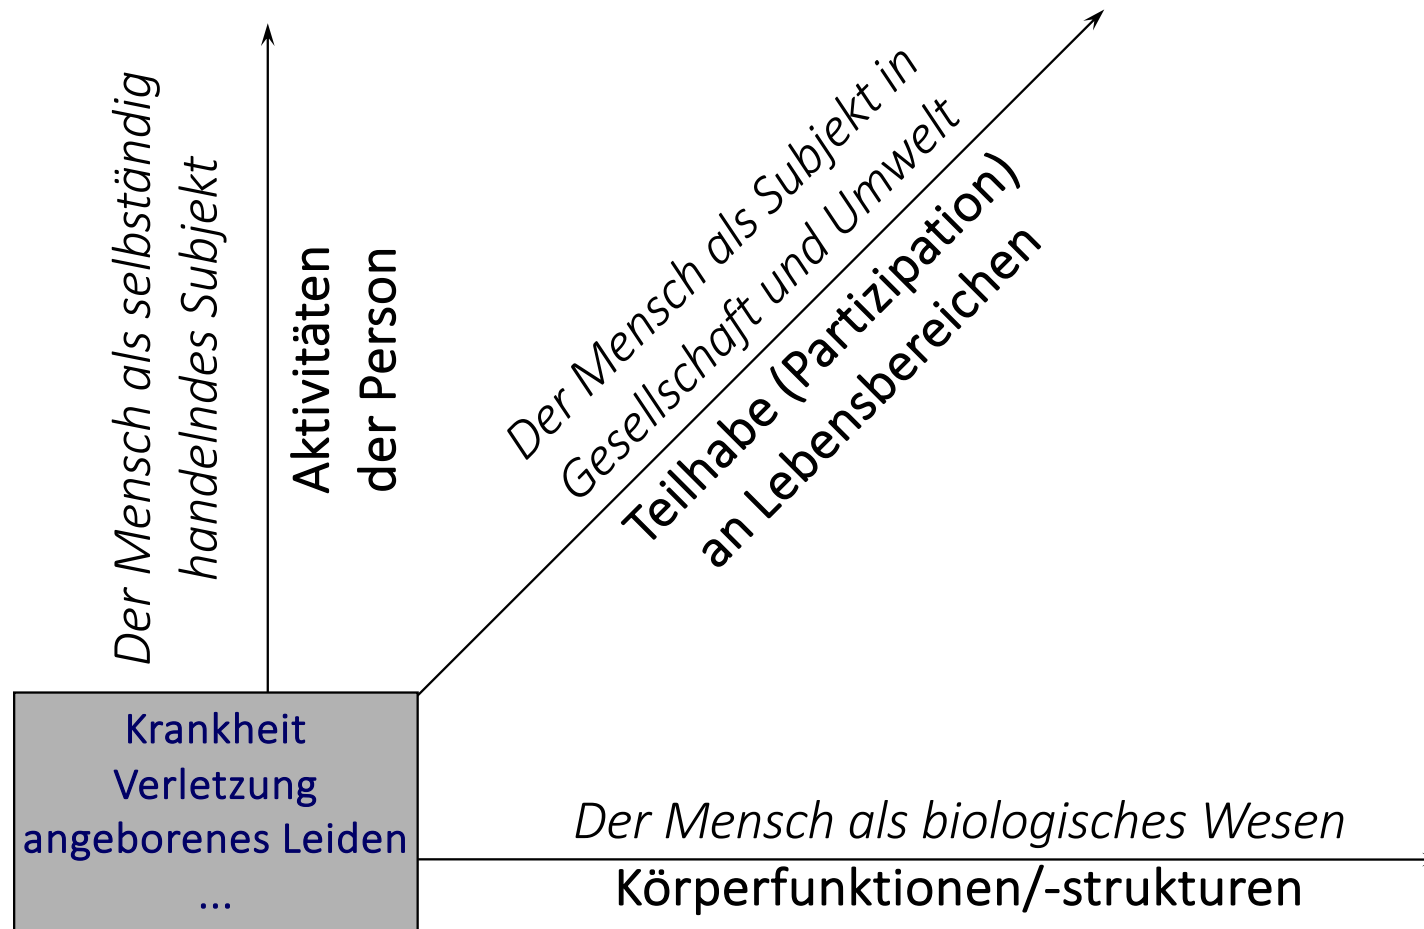 Der Mensch als selbständig
handelndes Subjekt
Aktivitäten
der Person
Der Mensch als Subjekt in
Gesellschaft und Umwelt
Teilhabe (Partizipation)
an Lebensbereichen
Krankheit
Verletzung
angeborenes Leiden
...
Der Mensch als biologisches Wesen
Körperfunktionen/-strukturen